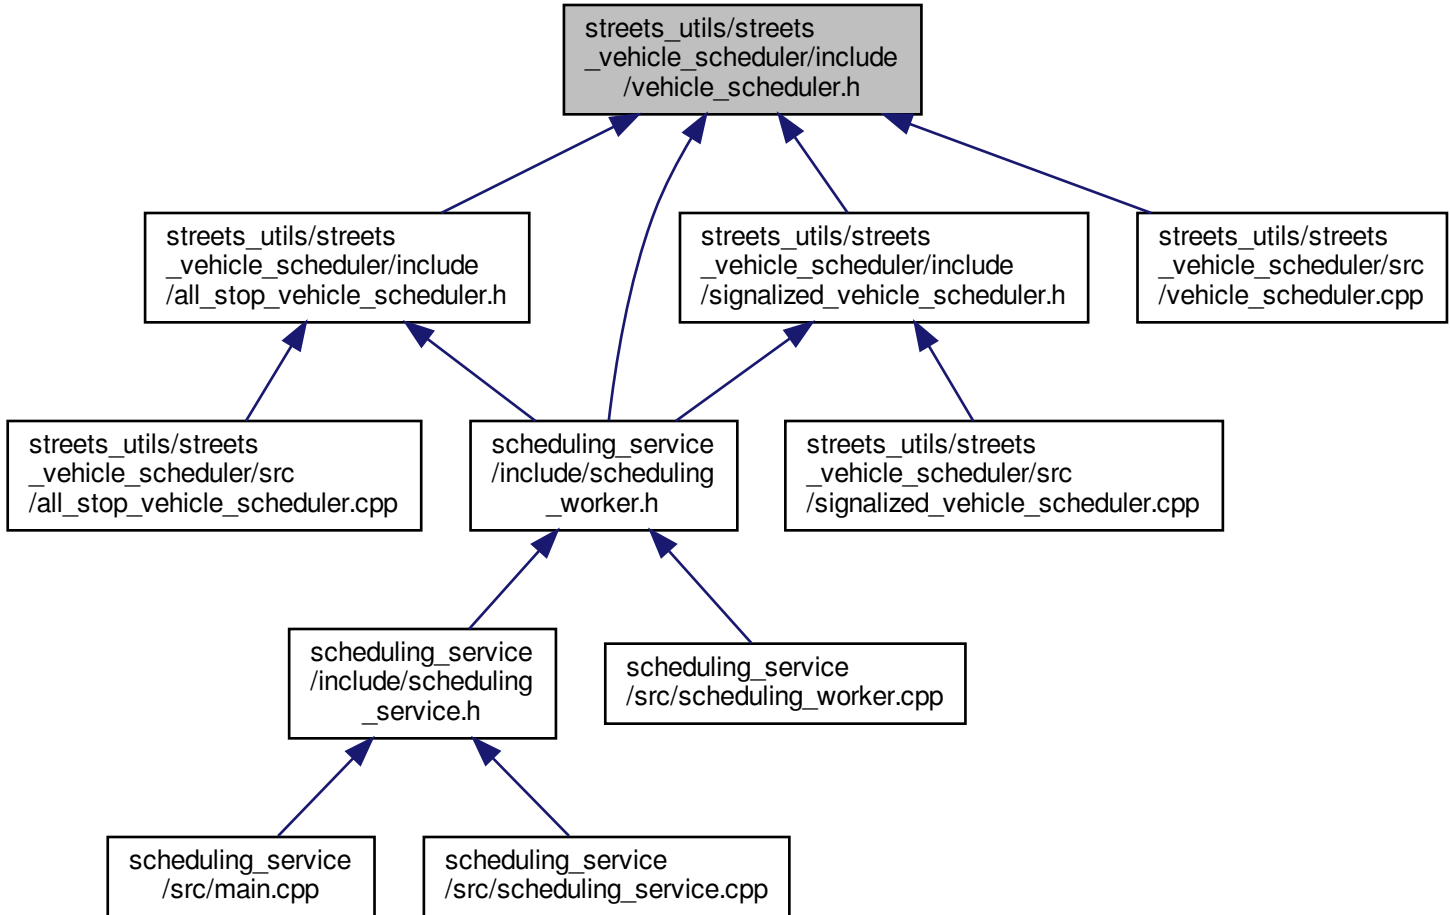 streets_utils/streets
_vehicle_scheduler/include
/vehicle_scheduler.h
streets_utils/streets
_vehicle_scheduler/include
/all_stop_vehicle_scheduler.h
streets_utils/streets
_vehicle_scheduler/include
/signalized_vehicle_scheduler.h
streets_utils/streets
_vehicle_scheduler/src
/vehicle_scheduler.cpp
streets_utils/streets
_vehicle_scheduler/src
/all_stop_vehicle_scheduler.cpp
scheduling_service
/include/scheduling
_worker.h
streets_utils/streets
_vehicle_scheduler/src
/signalized_vehicle_scheduler.cpp
scheduling_service
/include/scheduling
_service.h
scheduling_service
/src/scheduling_worker.cpp
scheduling_service
/src/main.cpp
scheduling_service
/src/scheduling_service.cpp